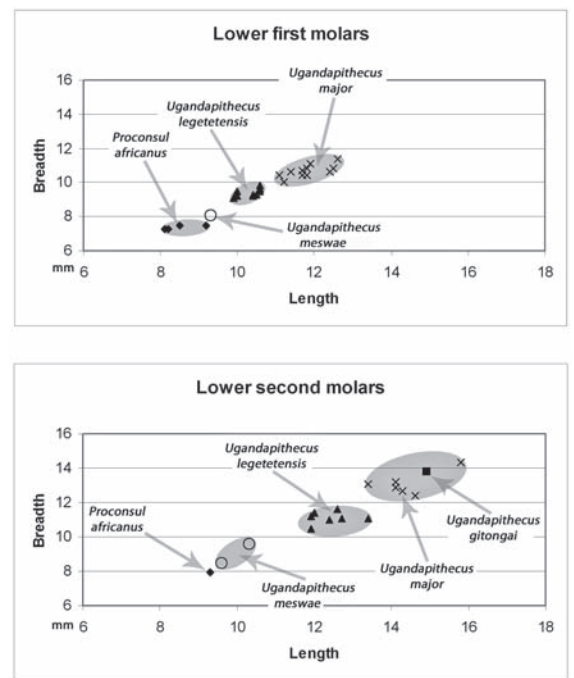 Lower first molars
16
14
12
10
8
6
Breadth
mm
6
8
10
12
14
16
18
Length
Proconsul
africanus
Ugandapithecus
legetetensis
Ugandapithecus
major
Ugandapithecus
meswae
Lower second molars
16
14
12
10
8
6
Breadth
mm
6
8
10
12
14
16
18
Length
Proconsul
africanus
Ugandapithecus
legetetensis
Ugandapithecus
meswae
Ugandapithecus
gitongai
Ugandapithecus
major